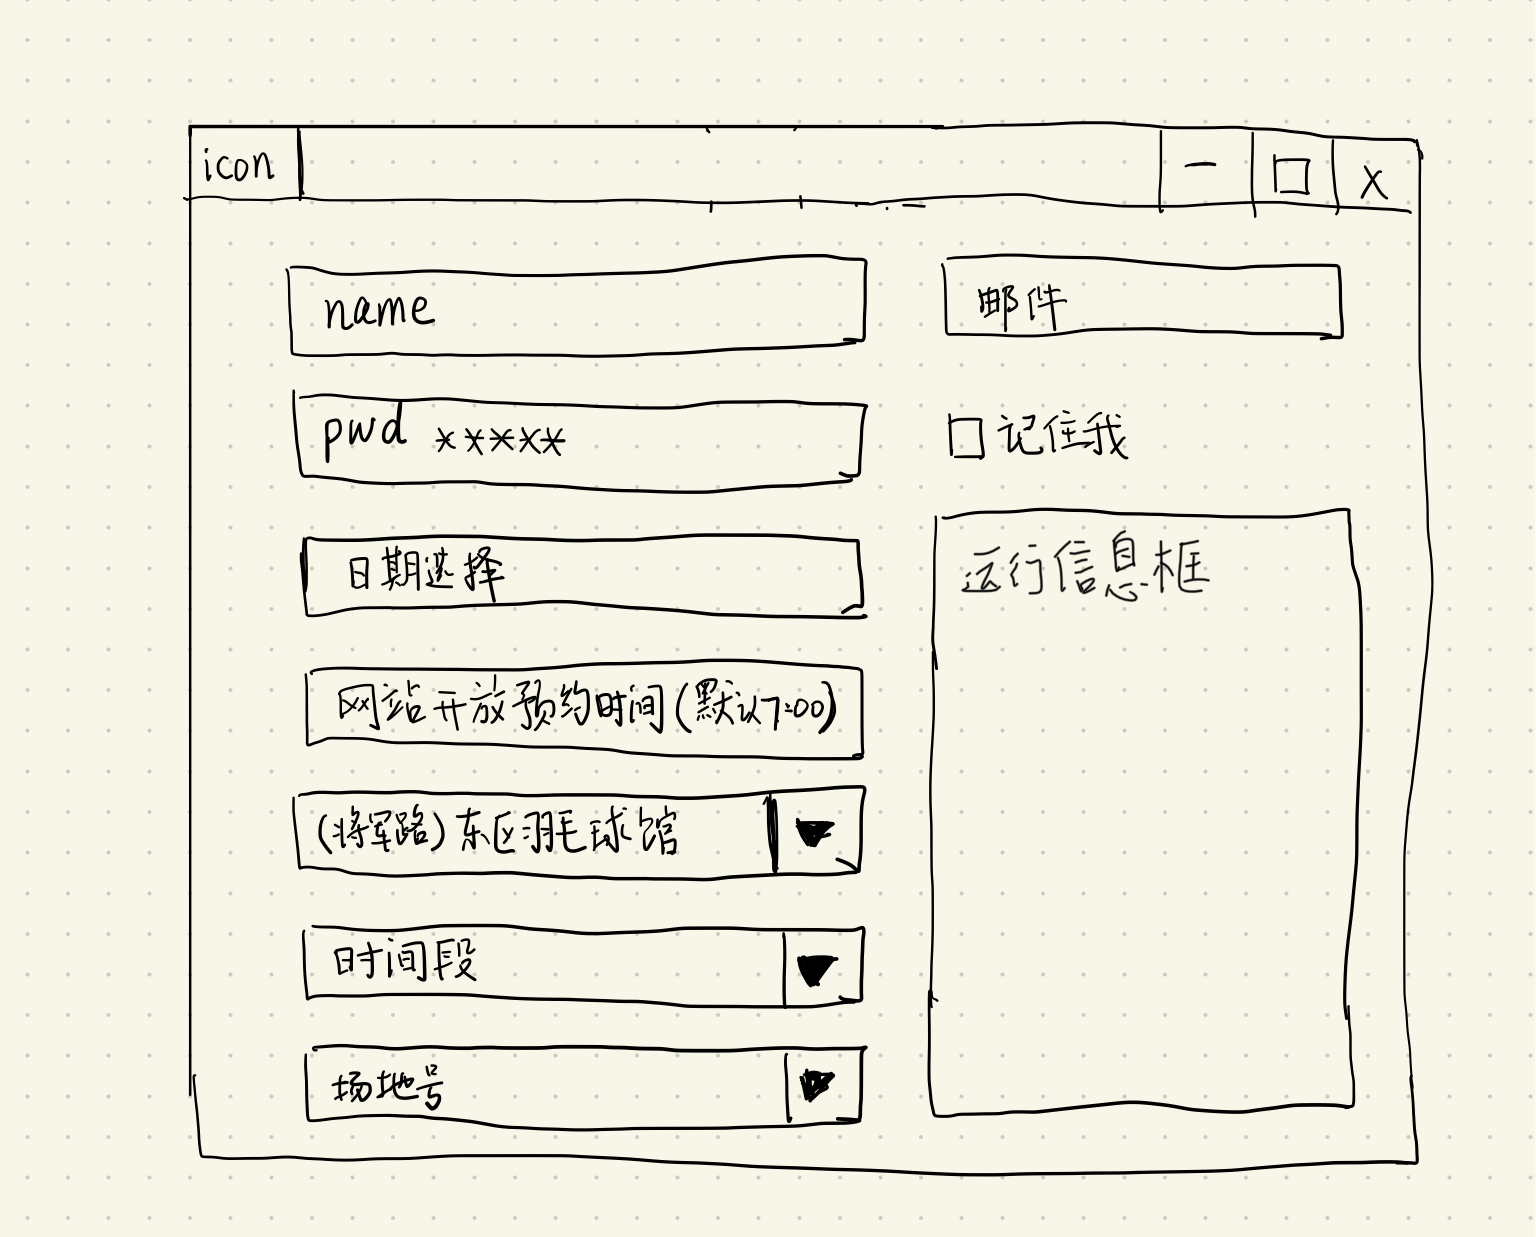 icon
name
pwd *****
日期选择
网站开放预约时间(默认7:00)
(将军路)东区羽毛球馆
时间段
场地号
邮件
记住我
运行信息框